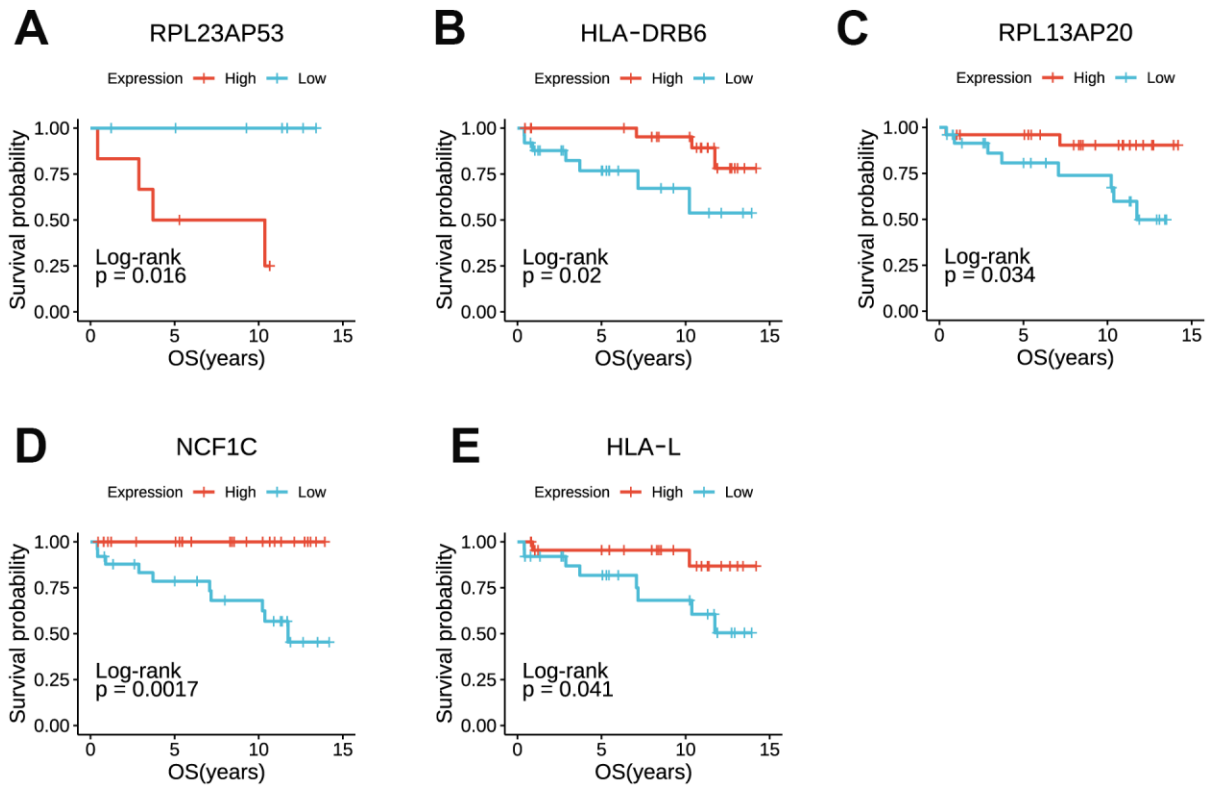 A
RPL23AP53
Expression High Low
Survival probability
1.00
0.75
0.50
0.25
0.00
Log-rank
p = 0.016
0 5 10 15
OS(years)
B
HLA-DRB6
Expression High Low
Survival probability
1.00
0.75
0.50
0.25
0.00
Log-rank
p = 0.02
0 5 10 15
OS(years)
C
RPL13AP20
Expression High Low
Survival probability
1.00
0.75
0.50
0.25
0.00
Log-rank
p = 0.034
0 5 10 15
OS(years)
D
NCF1C
Expression High Low
Survival probability
1.00
0.75
0.50
0.25
0.00
Log-rank
p = 0.0017
0 5 10 15
OS(years)
E
HLA-L
Expression High Low
Survival probability
1.00
0.75
0.50
0.25
0.00
Log-rank
p = 0.041
0 5 10 15
OS(years)